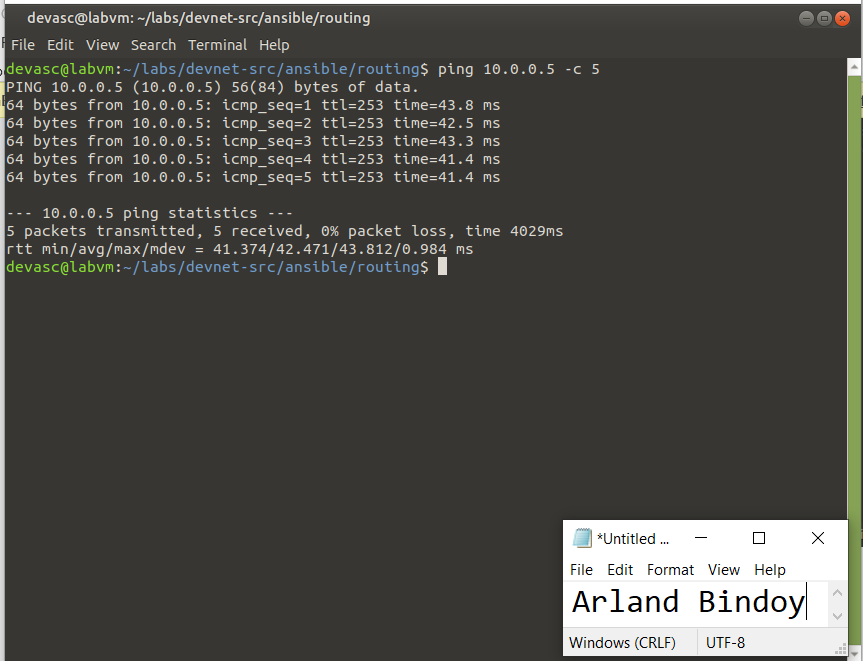 devasc@labvm: ~/labs/devnet-src/ansible/routing
File Edit View Search Terminal Help
devasc@labvm:~/labs/devnet-src/ansible/routing$ ping 10.0.0.5 -c 5
PING 10.0.0.5 (10.0.0.5) 56(84) bytes of data.
64 bytes from 10.0.0.5: icmp_seq=1 ttl=253 time=43.8 ms
64 bytes from 10.0.0.5: icmp_seq=2 ttl=253 time=42.5 ms
64 bytes from 10.0.0.5: icmp_seq=3 ttl=253 time=43.3 ms
64 bytes from 10.0.0.5: icmp_seq=4 ttl=253 time=41.4 ms
64 bytes from 10.0.0.5: icmp_seq=5 ttl=253 time=41.4 ms
--- 10.0.0.5 ping statistics ---
5 packets transmitted, 5 received, 0% packet loss, time 4029ms
rtt min/avg/max/mdev = 41.374/42.471/43.812/0.984 ms
devasc@labvm:~/labs/devnet-src/ansible/routing$
*Untitled ...
File Edit Format View Help
Arland Bindoy
Windows (CRLF) UTF-8